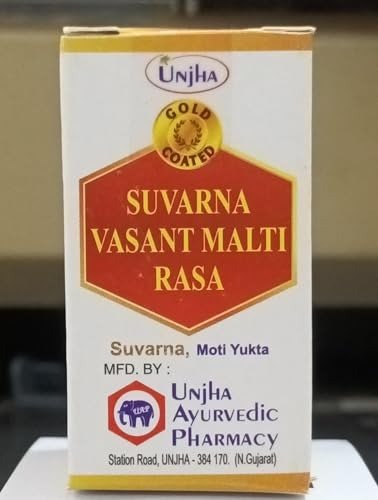 UNJHA
GOLD
COATED
SUVARNA
VASANT MALTI
RASA
Suvarna, Moti Yukta
MFD. BY :
UAP
UNJHA
AYURVEDIC
PHARMACY
Station Road, UNJHA - 384 170. (N.Gujarat)